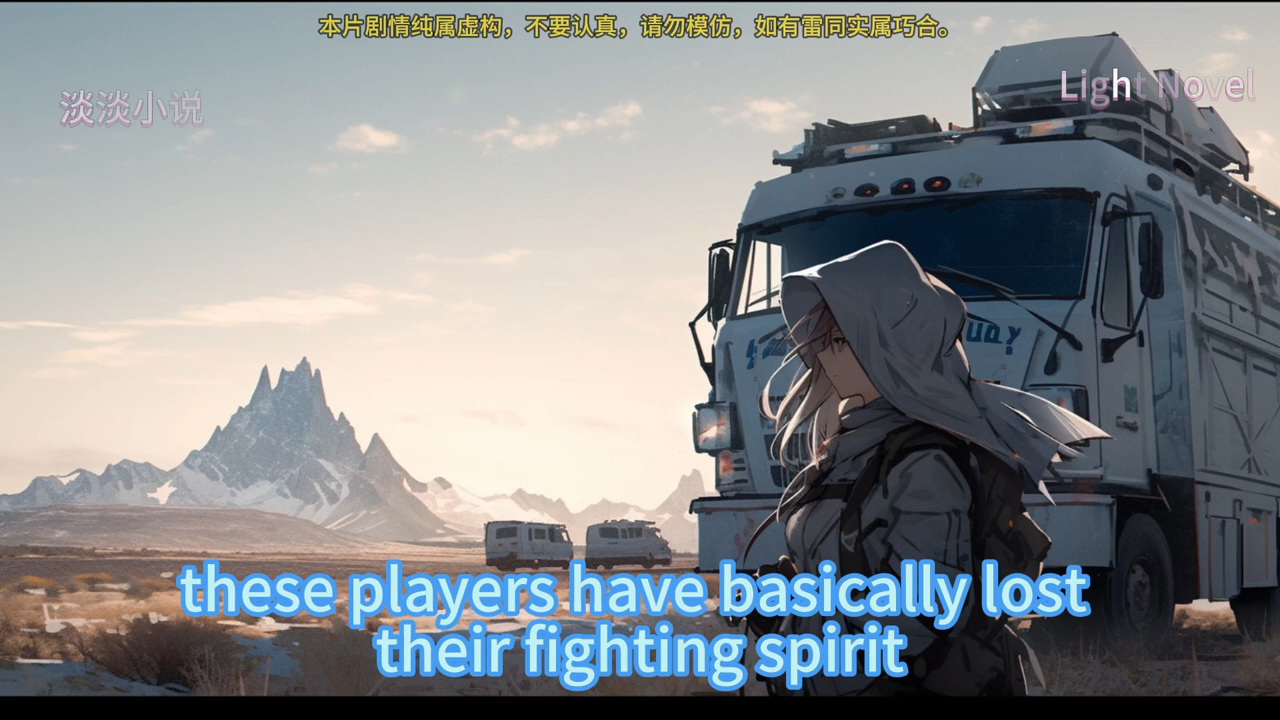 本片剧情纯属虚构，不要认真，请勿模仿，如有雷同实属巧合。
淡淡小说
Light Novel
these players have basically lost
their fighting spirit